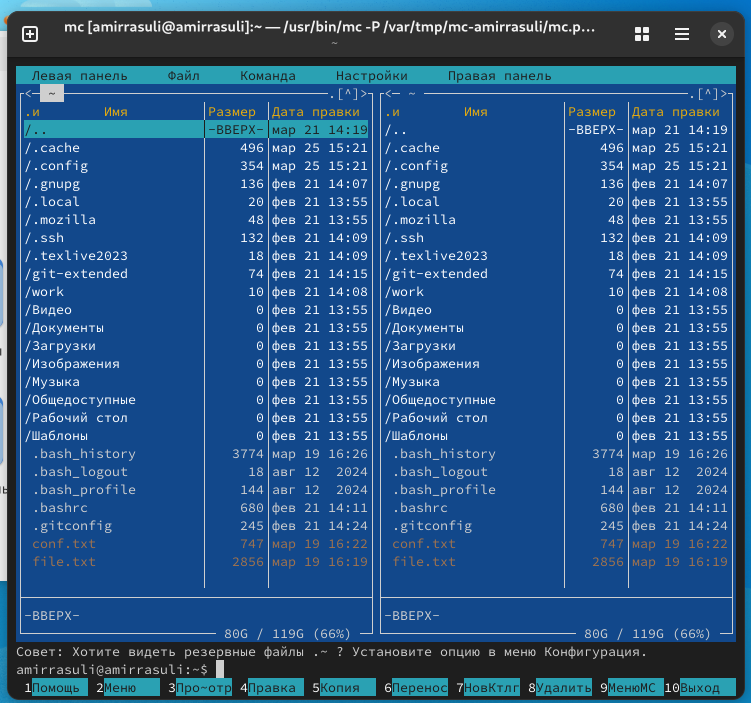 mc [amirrasuli@amirrasuli]:~ — /usr/bin/mc -P /var/tmp/mc-amirrasuli/mc.p…
~
Левая панель Файл Команда Настройки Правая панель
<— ~ .[^]> <— ~ .[^]>
.и Имя Размер Дата правки .и Имя Размер Дата правки
/.. -ВВЕРХ- мар 21 14:19 /.. -ВВЕРХ- мар 21 14:19
/.cache 496 мар 25 15:21 /.cache 496 мар 25 15:21
/.config 354 мар 25 15:21 /.config 354 мар 25 15:21
/.gnupg 136 фев 21 14:07 /.gnupg 136 фев 21 14:07
/.local 20 фев 21 13:55 /.local 20 фев 21 13:55
/.mozilla 48 фев 21 13:55 /.mozilla 48 фев 21 13:55
/.ssh 132 фев 21 14:09 /.ssh 132 фев 21 14:09
/.texlive2023 18 фев 21 14:09 /.texlive2023 18 фев 21 14:09
/git-extended 74 фев 21 14:15 /git-extended 74 фев 21 14:15
/work 10 фев 21 14:08 /work 10 фев 21 14:08
/Видео 0 фев 21 13:55 /Видео 0 фев 21 13:55
/Документы 0 фев 21 13:55 /Документы 0 фев 21 13:55
/Загрузки 0 фев 21 13:55 /Загрузки 0 фев 21 13:55
/Изображения 0 фев 21 13:55 /Изображения 0 фев 21 13:55
/Музыка 0 фев 21 13:55 /Музыка 0 фев 21 13:55
/Общедоступные 0 фев 21 13:55 /Общедоступные 0 фев 21 13:55
/Рабочий стол 0 фев 21 13:55 /Рабочий стол 0 фев 21 13:55
/Шаблоны 0 фев 21 13:55 /Шаблоны 0 фев 21 13:55
.bash_history 3774 мар 19 16:26 .bash_history 3774 мар 19 16:26
.bash_logout 18 авг 12 2024 .bash_logout 18 авг 12 2024
.bash_profile 144 авг 12 2024 .bash_profile 144 авг 12 2024
.bashrc 680 фев 21 14:11 .bashrc 680 фев 21 14:11
.gitconfig 245 фев 21 14:24 .gitconfig 245 фев 21 14:24
conf.txt 747 мар 19 16:22 conf.txt 747 мар 19 16:22
file.txt 2856 мар 19 16:19 file.txt 2856 мар 19 16:19
-ВВЕРХ- -ВВЕРХ-
80G / 119G (66%) 80G / 119G (66%)
Совет: Хотите видеть резервные файлы .~ ? Установите опцию в меню Конфигурация.
amirrasuli@amirrasuli:~$
1Помощь 2Меню 3Про~отр 4Правка 5Копия 6Перенос 7НовКтлг 8Удалить 9МенюМС 10Выход